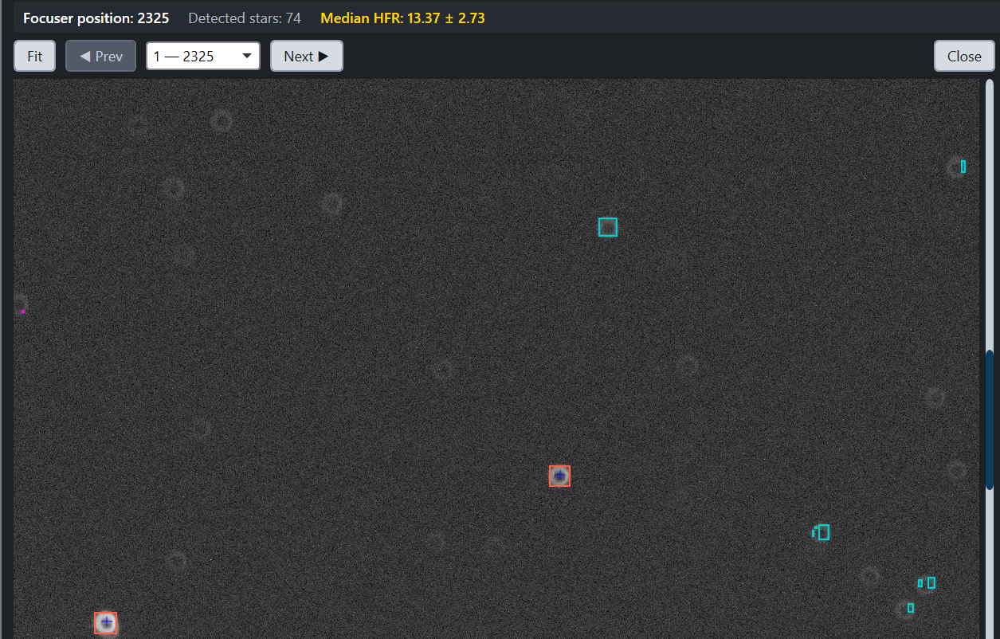 Focuser position: 2325 Detected stars: 74 Median HFR: 13.37 ± 2.73
Fit ◀ Prev 1 — 2325 Next ▶ Close